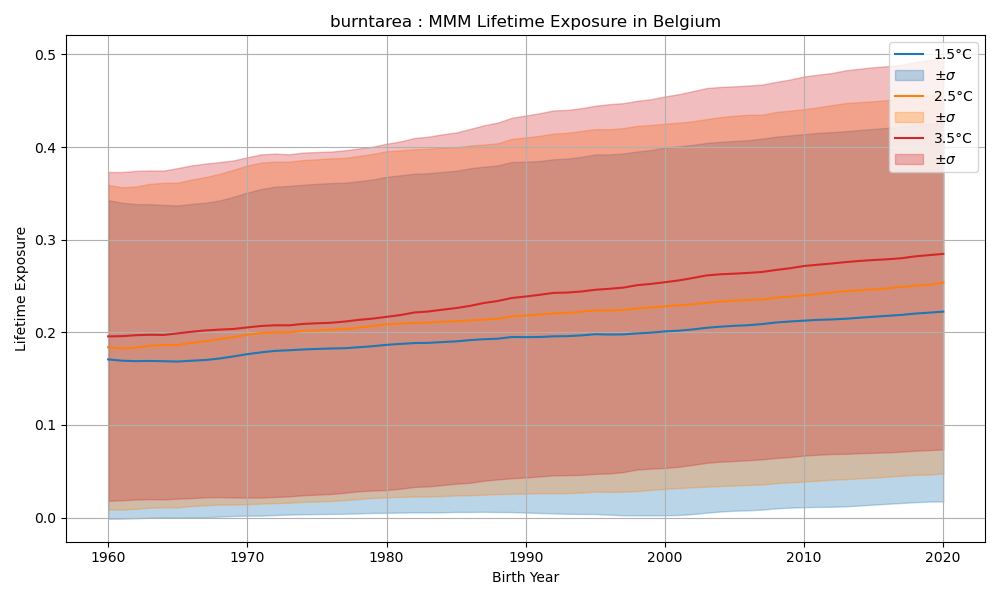 burntarea : MMM Lifetime Exposure in Belgium
1.5°C
±σ
2.5°C
±σ
3.5°C
±σ
Lifetime Exposure
0.5
0.4
0.3
0.2
0.1
0.0
1960 1970 1980 1990 2000 2010 2020
Birth Year